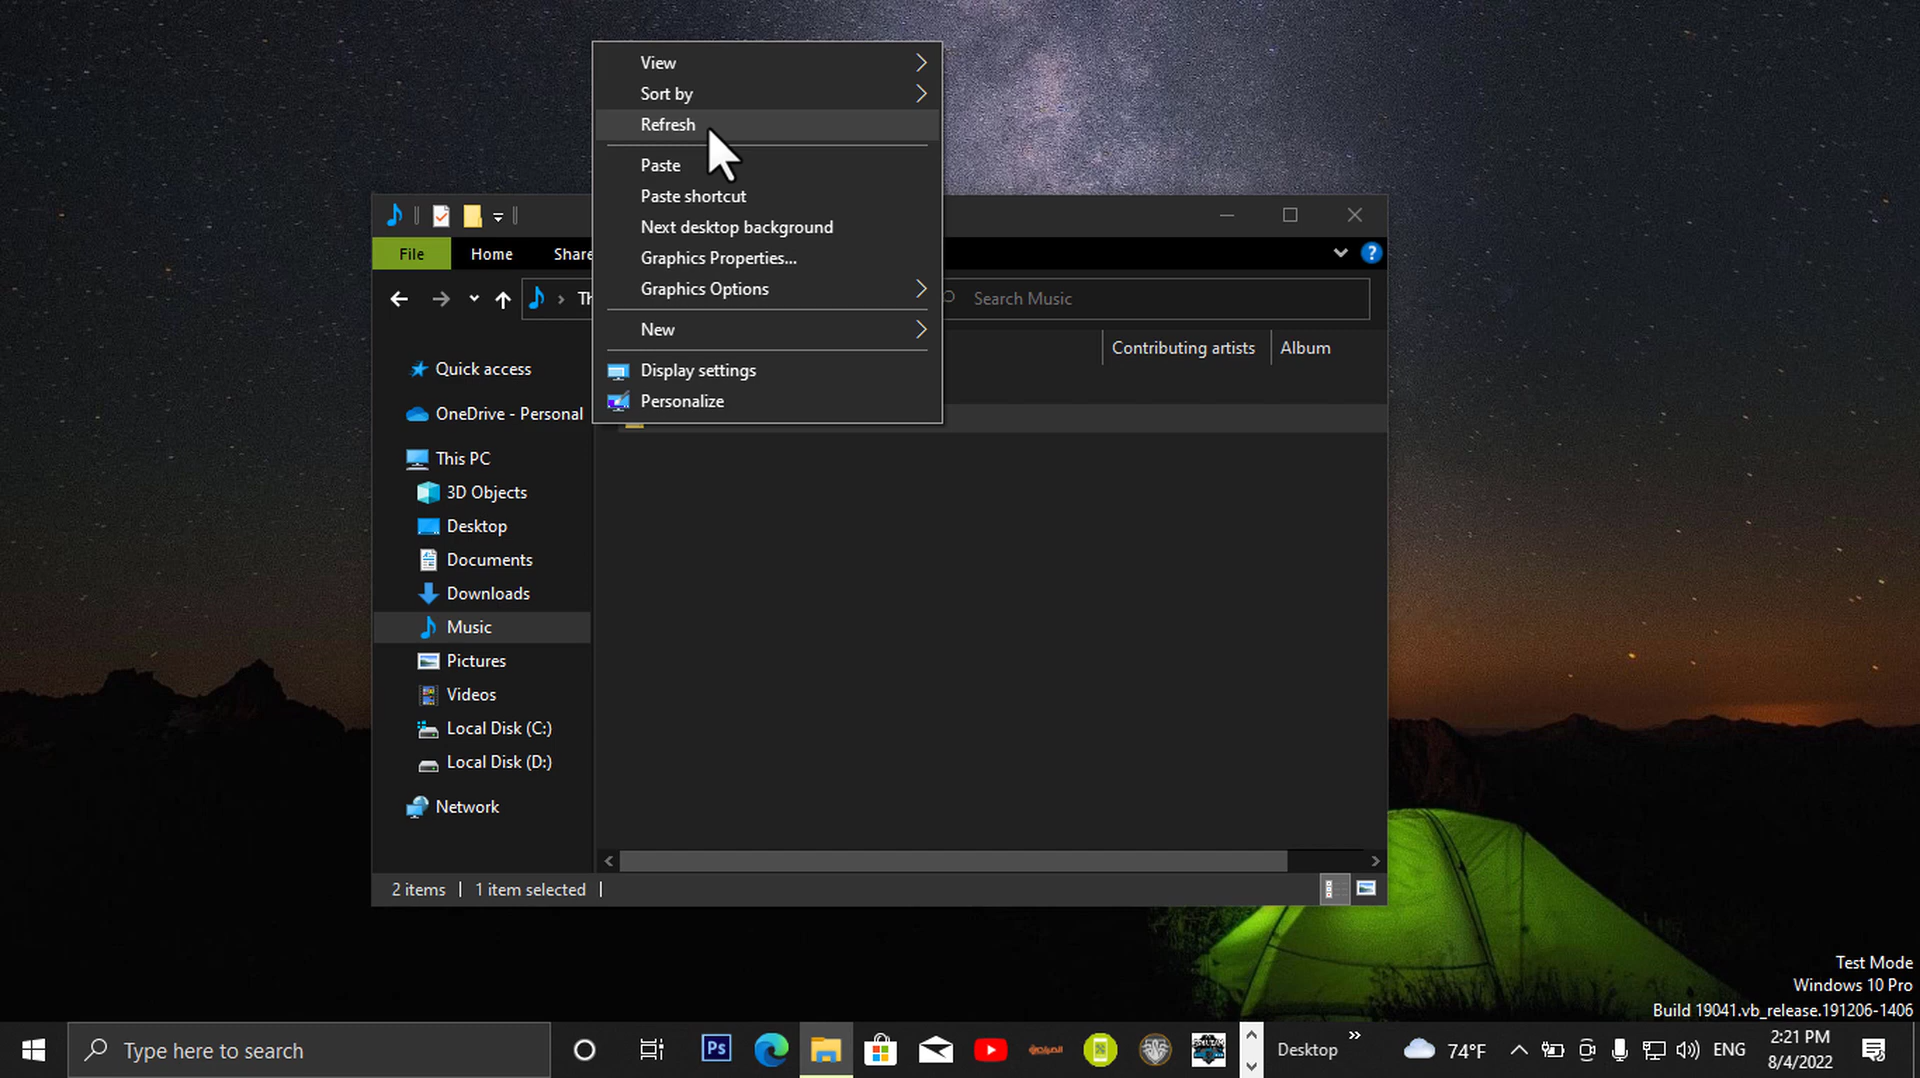 View
Sort by
Refresh
Paste
Paste shortcut
Next desktop background
Graphics Properties...
Graphics Options
New
Display settings
Personalize
File
Home
Share
Th
Search Music
Contributing artists
Album
Quick access
OneDrive - Personal
This PC
3D Objects
Desktop
Documents
Downloads
Music
Pictures
Videos
Local Disk (C:)
Local Disk (D:)
Network
2 items
1 item selected
Test Mode
Windows 10 Pro
Build 19041.vb_release.191206-1406
Type here to search
Ps
Desktop
74°F
ENG
2:21 PM
8/4/2022